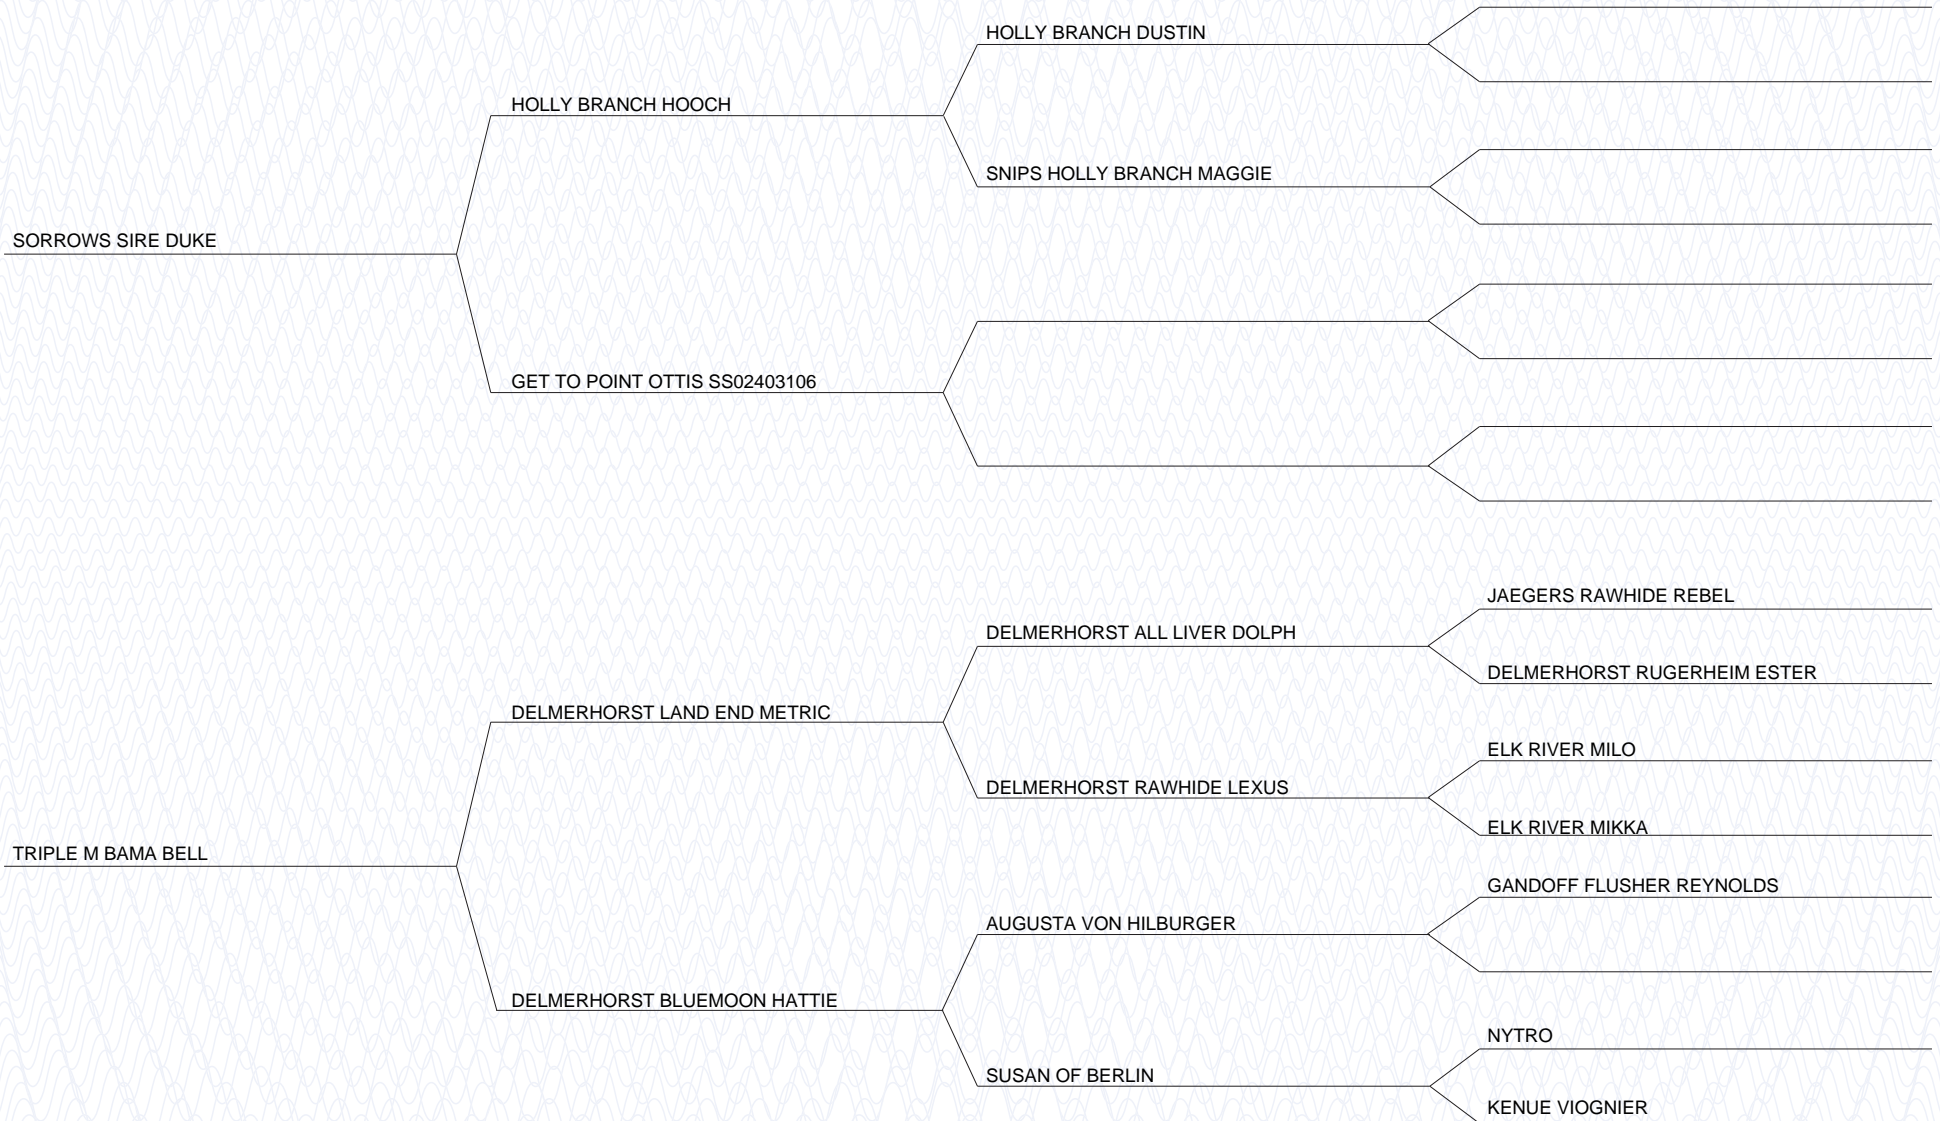 HOLLY BRANCH DUSTIN
HOLLY BRANCH HOOCH
SNIPS HOLLY BRANCH MAGGIE
SORROWS SIRE DUKE
GET TO POINT OTTIS SS02403106
JAEGERS RAWHIDE REBEL
DELMERHORST ALL LIVER DOLPH
DELMERHORST RUGERHEIM ESTER
DELMERHORST LAND END METRIC
ELK RIVER MILO
DELMERHORST RAWHIDE LEXUS
ELK RIVER MIKKA
TRIPLE M BAMA BELL
GANDOFF FLUSHER REYNOLDS
AUGUSTA VON HILBURGER
DELMERHORST BLUEMOON HATTIE
NYTRO
SUSAN OF BERLIN
KENUE VIOGNIER